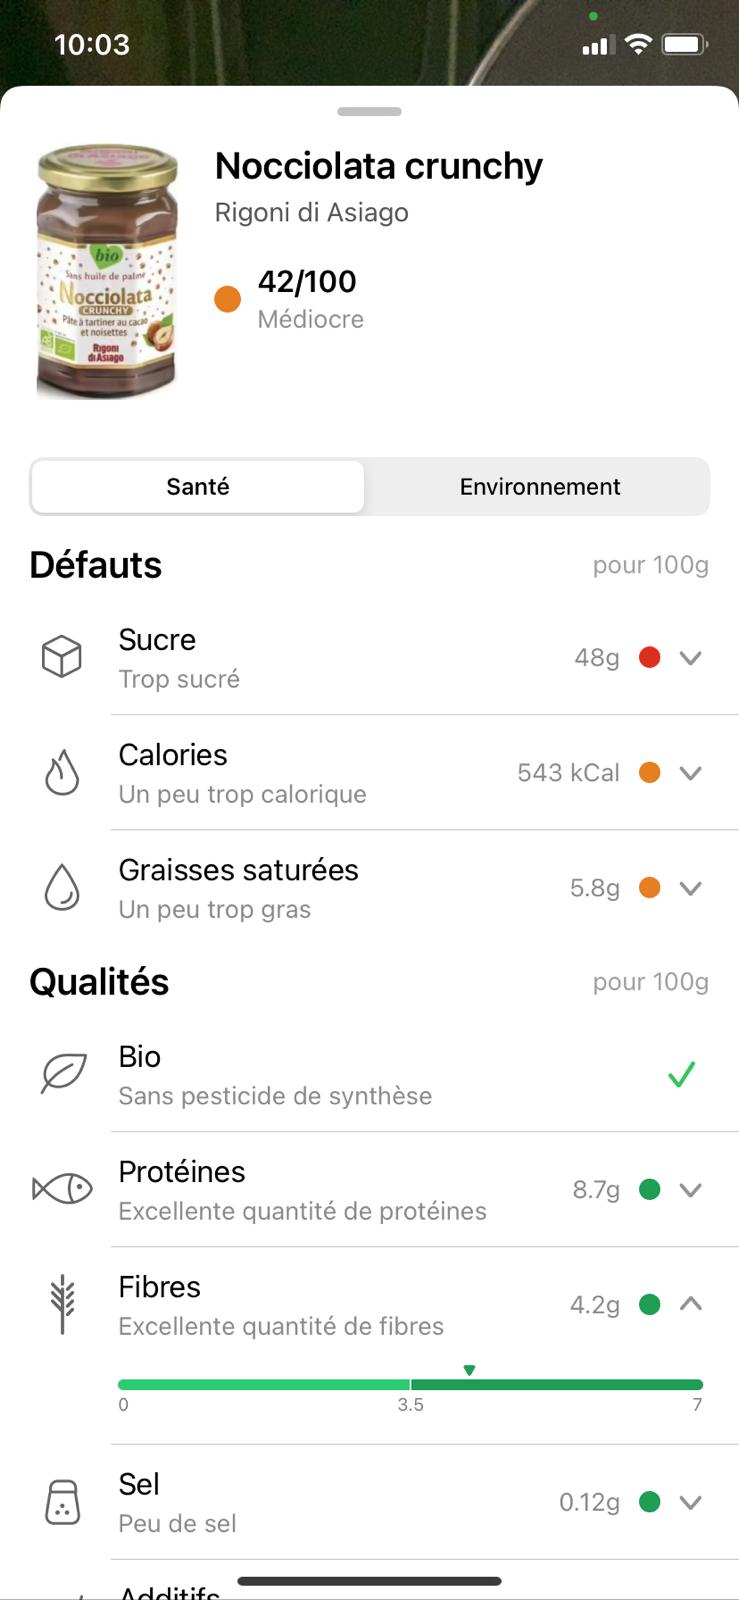 10:03
bio
Sans huile de palme
Nocciolata
CRUNCHY
Pâte à tartiner au cacao
et noisettes
Rigoni
di Asiago
Nocciolata crunchy
Rigoni di Asiago
42/100
Médiocre
Santé
Environnement
Défauts
pour 100g
Sucre
48g
Trop sucré
Calories
543 kCal
Un peu trop calorique
Graisses saturées
5.8g
Un peu trop gras
Qualités
pour 100g
Bio
Sans pesticide de synthèse
Protéines
8.7g
Excellente quantité de protéines
Fibres
4.2g
Excellente quantité de fibres
0 3.5 7
Sel
0.12g
Peu de sel
Additifs